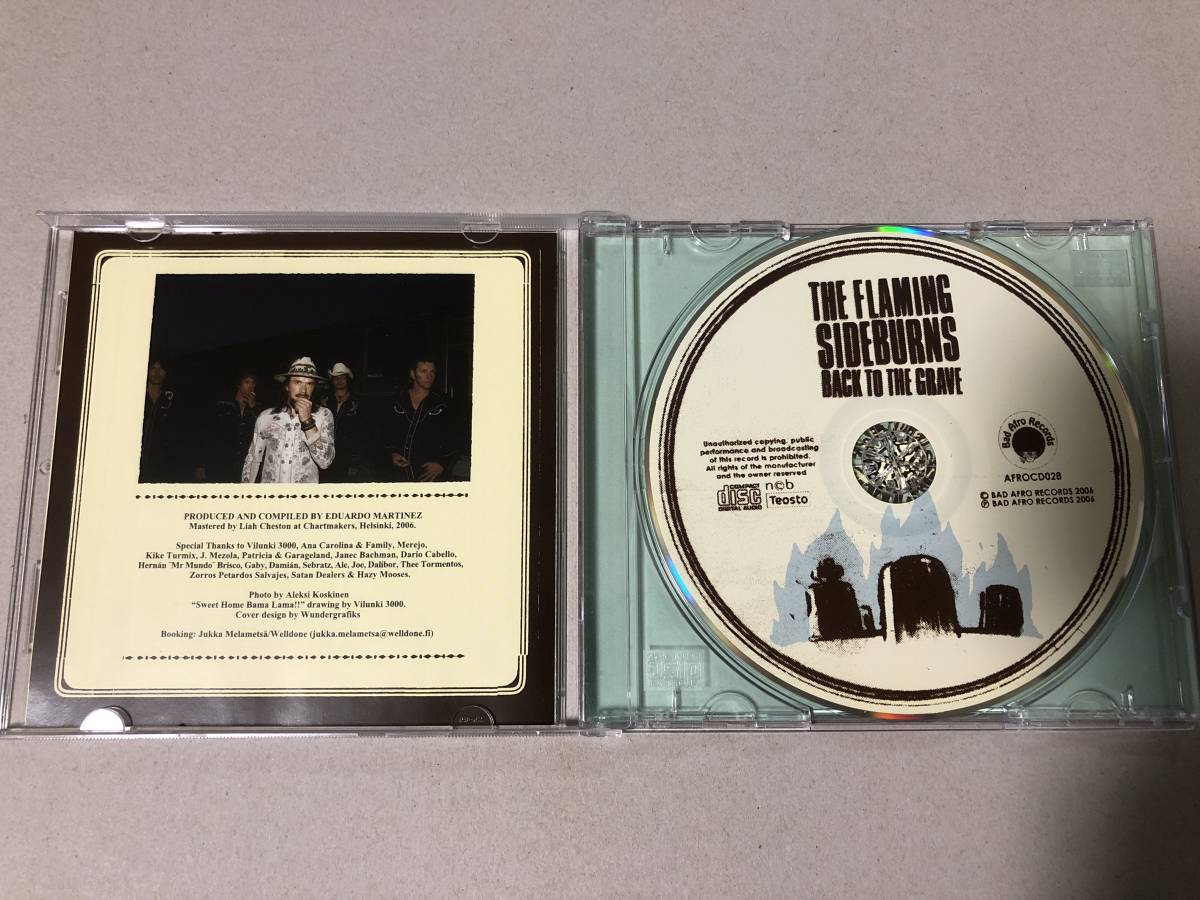 PRODUCED AND COMPILED BY EDUARDO MARTINEZ
Mastered by Liah Cheston at Chartmakers, Helsinki, 2006.
Special Thanks to Vilunki 3000, Ana Carolina & Family, Merejo,
Kike Turmix, J. Mezola, Patricia & Garageland, Janec Bachman, Dario Cabello,
Hernán ¨Mr Mundo¨ Brisco, Gaby, Damián, Sebratz, Ale, Joe, Dalibor, Thee Tormentos,
Zorros Petardos Salvajes, Satan Dealers & Hazy Mooses.
Photo by Aleksi Koskinen
“Sweet Home Bama Lama!!” drawing by Vilunki 3000.
Cover design by Wundergrafiks
Booking: Jukka Melametsä/Welldone (jukka.melametsa@welldone.fi)
THE FLAMING
SIDEBURNS
BACK TO THE GRAVE
Unauthorized copying, public
performance and broadcasting
of this record is prohibited.
All rights of the manufacturer
and the owner reserved
COMPACT
disc
DIGITAL AUDIO
n©b
Teosto
Bad Afro Records
AFROCD028
© BAD AFRO RECORDS 2006
℗ BAD AFRO RECORDS 2006